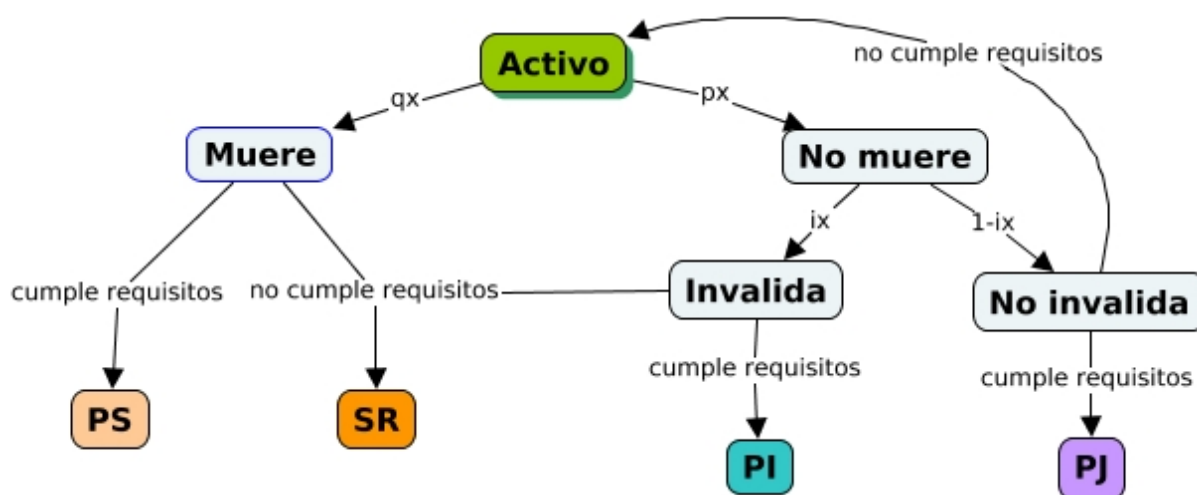 no cumple requisitos
Activo
qx
px
Muere
No muere
ix
1-ix
cumple requisitos
no cumple requisitos
Invalida
No invalida
cumple requisitos
cumple requisitos
PS
SR
PI
PJ